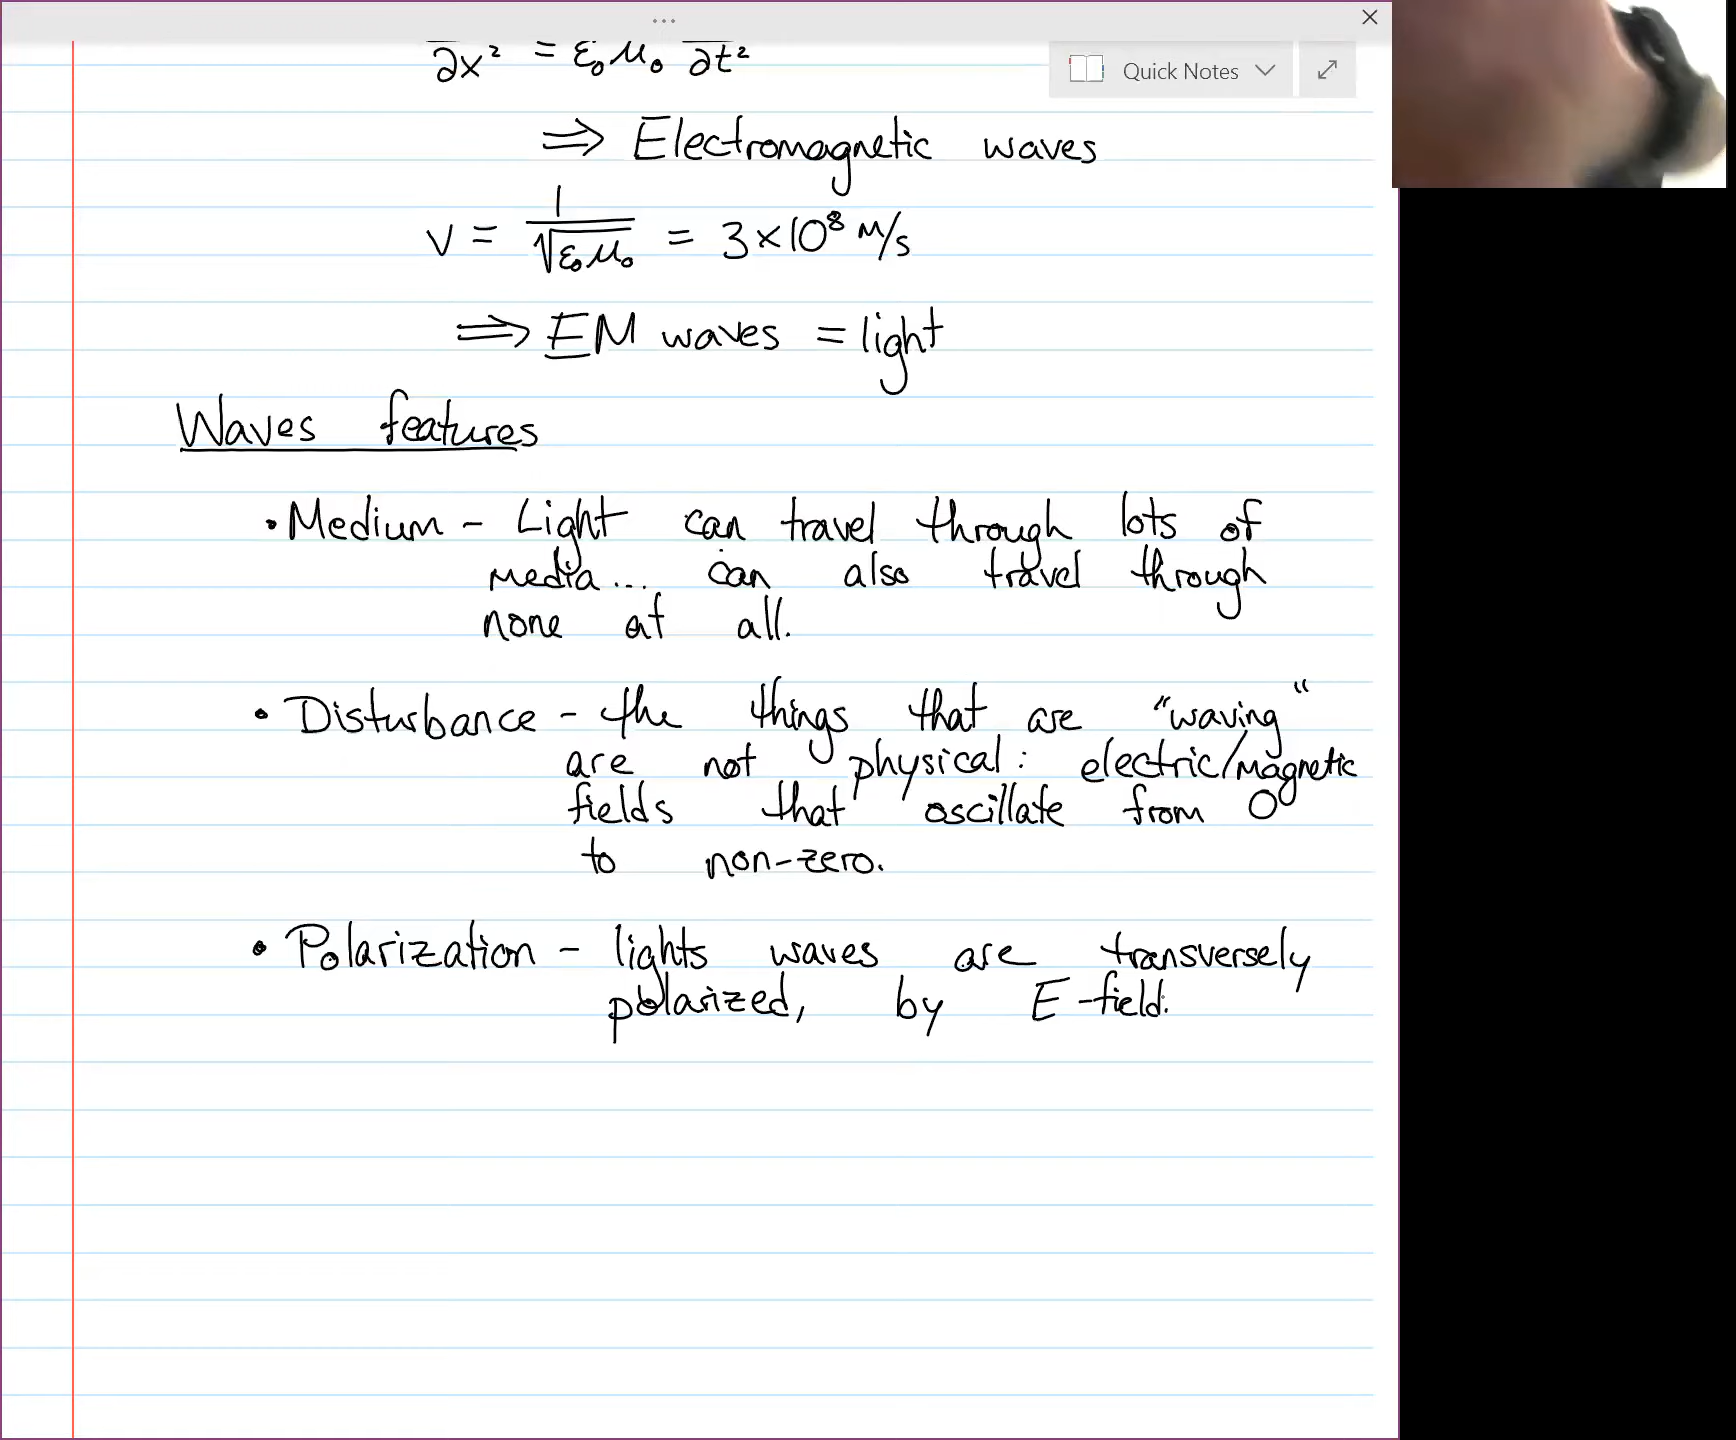 ...
Quick Notes
∂x² = ε₀ μ₀ ∂t²
⇒ Electromagnetic waves
v = 1/√ε₀μ₀ = 3×10⁸ m/s
⇒ EM waves = light
Waves features
• Medium - Light can travel through lots of
media... can also travel through
none at all.
• Disturbance - the things that are "waving"
are not physical: electric/magnetic
fields that oscillate from 0
to non-zero.
• Polarization - lights waves are transversely
polarized, by E-field.